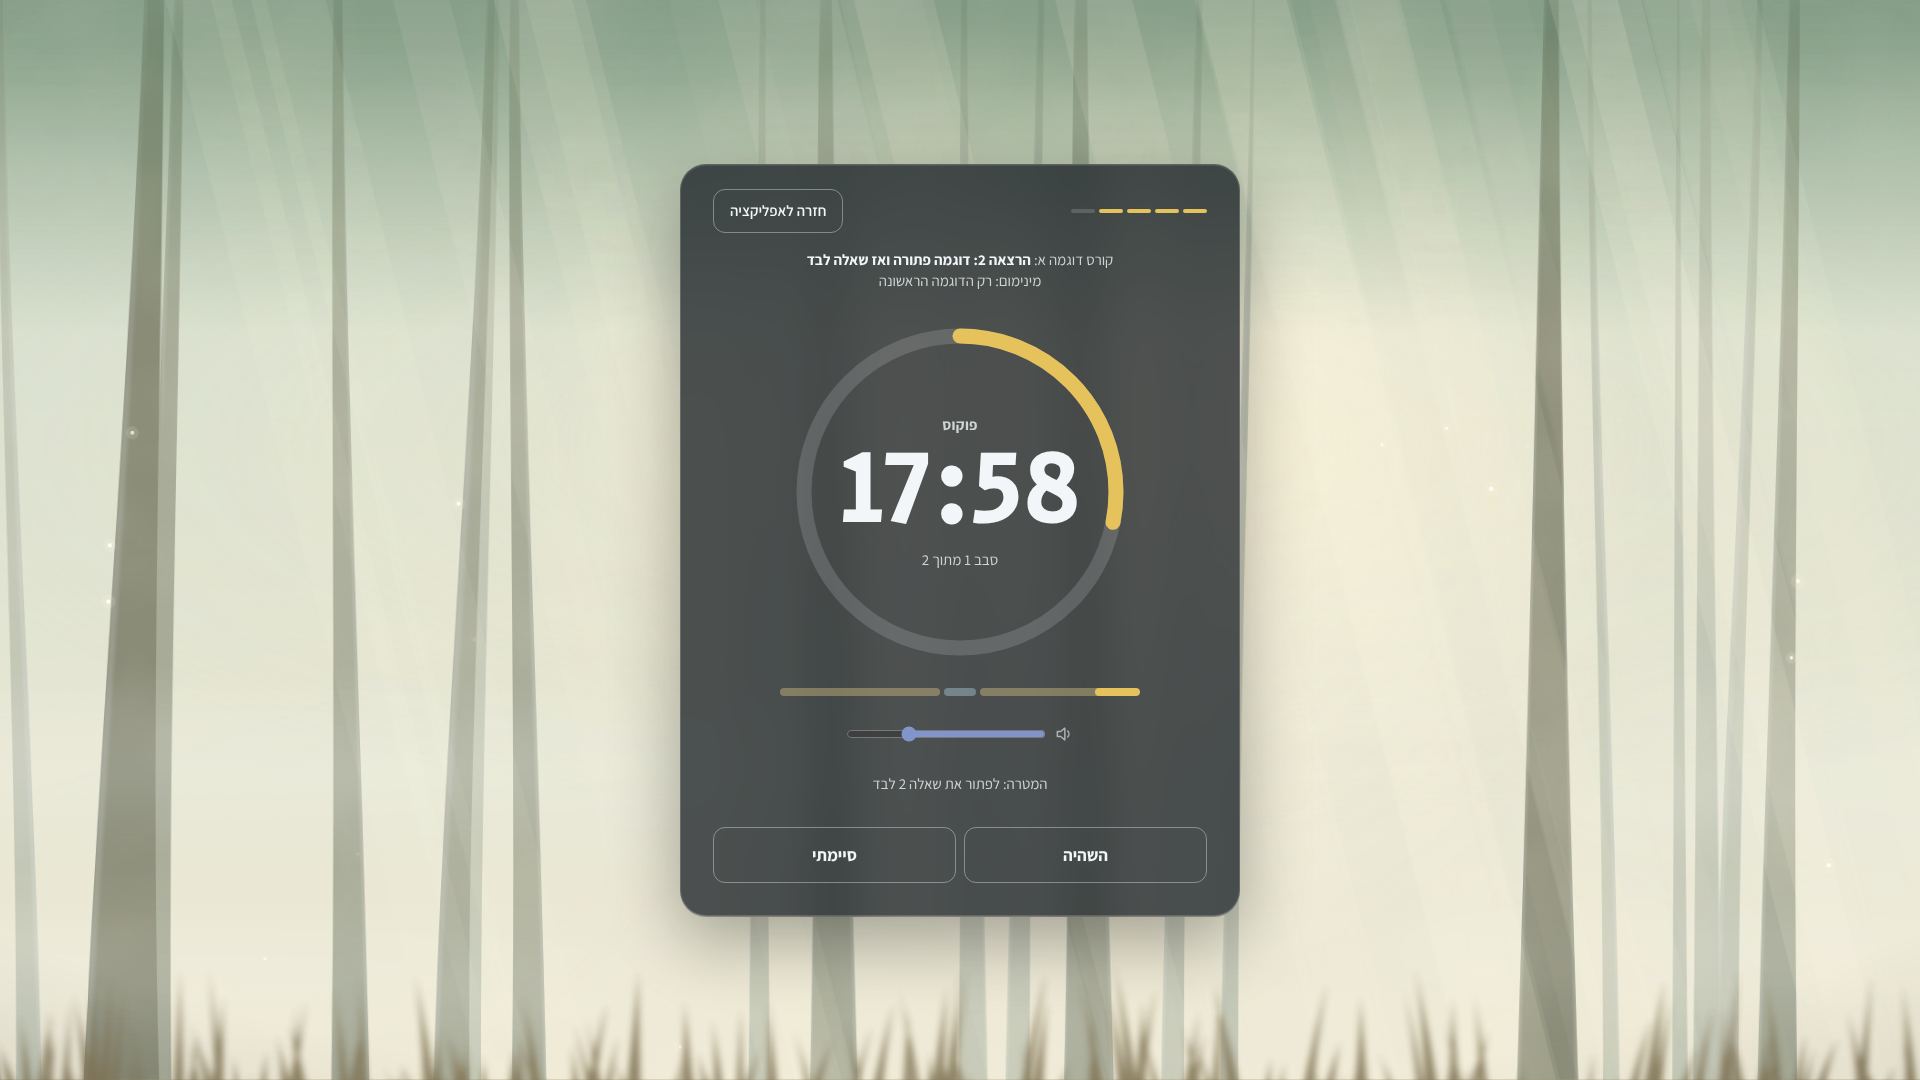 חזרה לאפליקציה
קורס דוגמה א: הרצאה 2: דוגמה פתורה ואז שאלה לבד
מינימום: רק הדוגמה הראשונה
פוקוס
17:58
סבב 1 מתוך 2
המטרה: לפתור את שאלה 2 לבד
השהיה
סיימתי